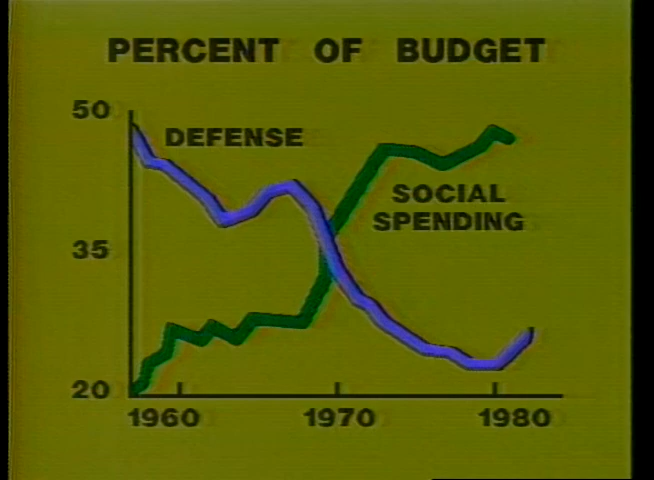 PERCENT OF BUDGET
50
DEFENSE
SOCIAL
SPENDING
35
20
1960 1970 1980